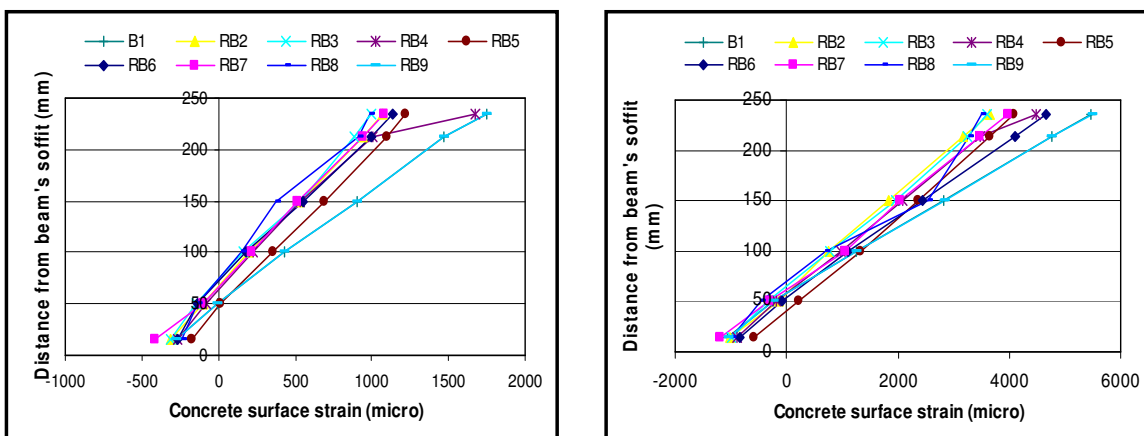 B1 RB2 RB3 RB4 RB5
RB6 RB7 RB8 RB9
Distance from beam's soffit (mm)
250
200
150
100
50
0
-1000 -500 0 500 1000 1500 2000
Concrete surface strain (micro)
B1 RB2 RB3 RB4 RB5
RB6 RB7 RB8 RB9
Distance from beam's soffit
(mm)
250
200
150
100
50
0
-2000 0 2000 4000 6000
Concrete surface strain (micro)